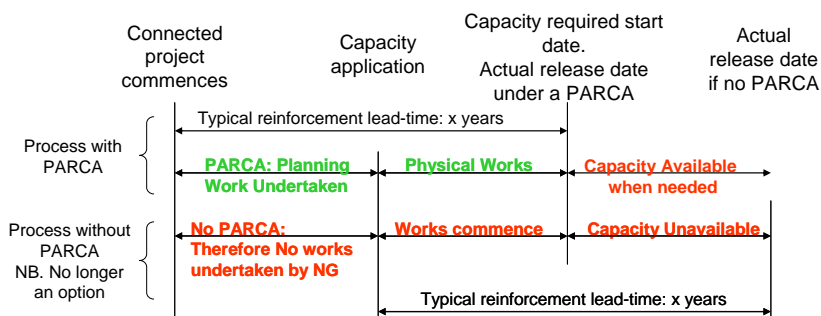 Connected
project
commences
Capacity
application
Capacity required start
date.
Actual release date
under a PARCA
Actual
release date
if no PARCA
Typical reinforcement lead-time: x years
Process with
PARCA
PARCA: Planning
Work Undertaken
Physical Works
Capacity Available
when needed
Process without
PARCA
NB. No longer
an option
No PARCA:
Therefore No works
undertaken by NG
Works commence
Capacity Unavailable
Typical reinforcement lead-time: x years